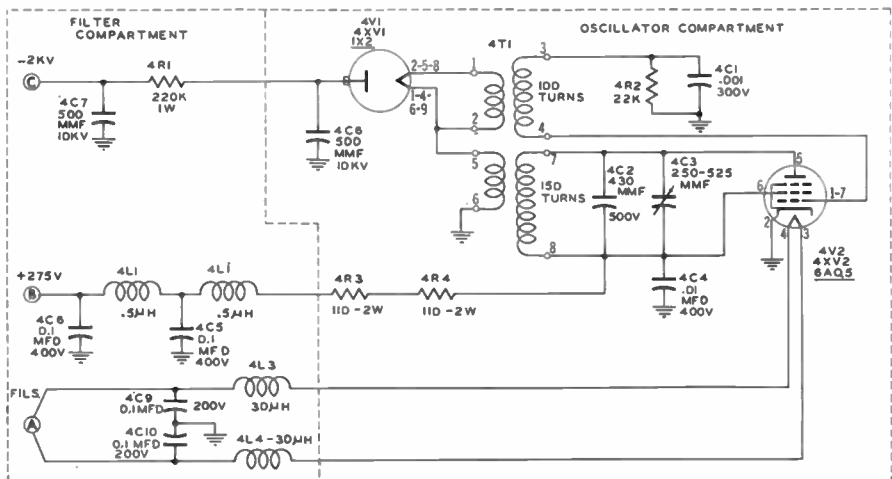 FILTER
COMPARTMENT
OSCILLATOR COMPARTMENT
4V1
4XV1
1X2
-2KV
C
4R1
220K
1W
4C7
500
MMF
10KV
4C8
500
MMF
10KV
8
2-5-8
1-4-
6-9
4T1
1
2
5
6
3
100
TURNS
4
7
150
TURNS
8
4R2
22K
4C1
.001
300V
4C2
430
MMF
500V
4C3
250-525
MMF
5
6
1-7
2
4
3
4V2
4XV2
6AQ5
4C4
.01
MFD
400V
+275V
B
4L1
.5µH
4L1
.5µH
4R3
110-2W
4R4
110-2W
4C6
0.1
MFD
400V
4C5
0.1
MFD
400V
FILS.
A
4C9
0.1MFD
200V
4C10
0.1 MFD
200V
4L3
30µH
4L4-30µH